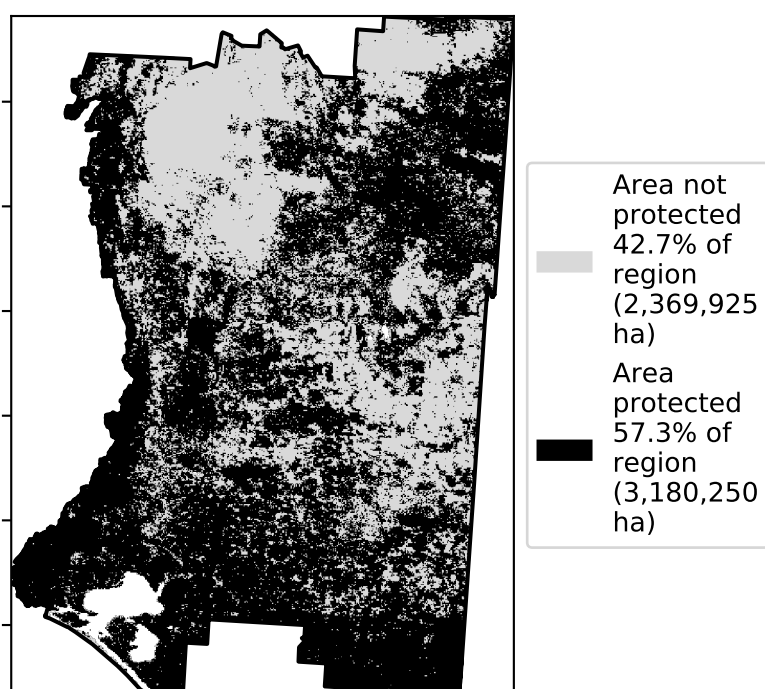 Area not
protected
42.7% of
region
(2,369,925
ha)
Area
protected
57.3% of
region
(3,180,250
ha)